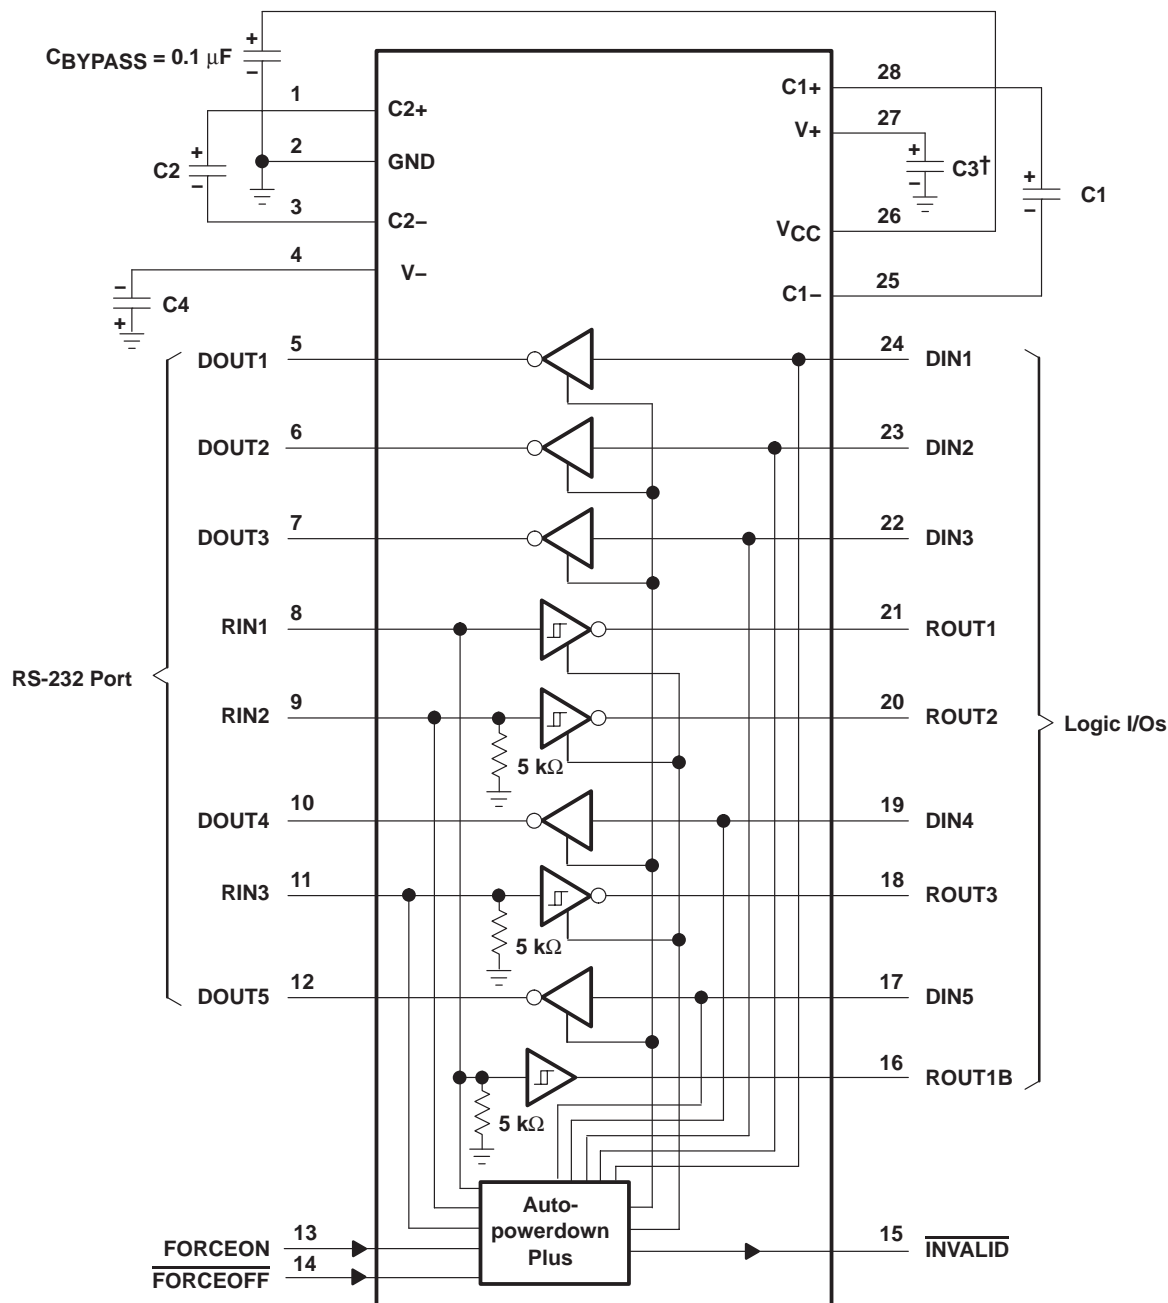 CBYPASS = 0.1 μF
+
−
1
C2+
C1+
28
2
GND
V+
27
C2
+
−
+
−
C3†
+
−
C1
3
C2−
VCC
26
4
V−
C1−
25
−
+
C4
DOUT1
5
24
DIN1
DOUT2
6
23
DIN2
DOUT3
7
22
DIN3
RIN1
8
21
ROUT1
RS-232 Port
RIN2
9
20
ROUT2
Logic I/Os
5 kΩ
DOUT4
10
19
DIN4
RIN3
11
18
ROUT3
5 kΩ
DOUT5
12
17
DIN5
16
ROUT1B
5 kΩ
Auto-
powerdown
Plus
FORCEON
13
15
INVALID
FORCEOFF
14